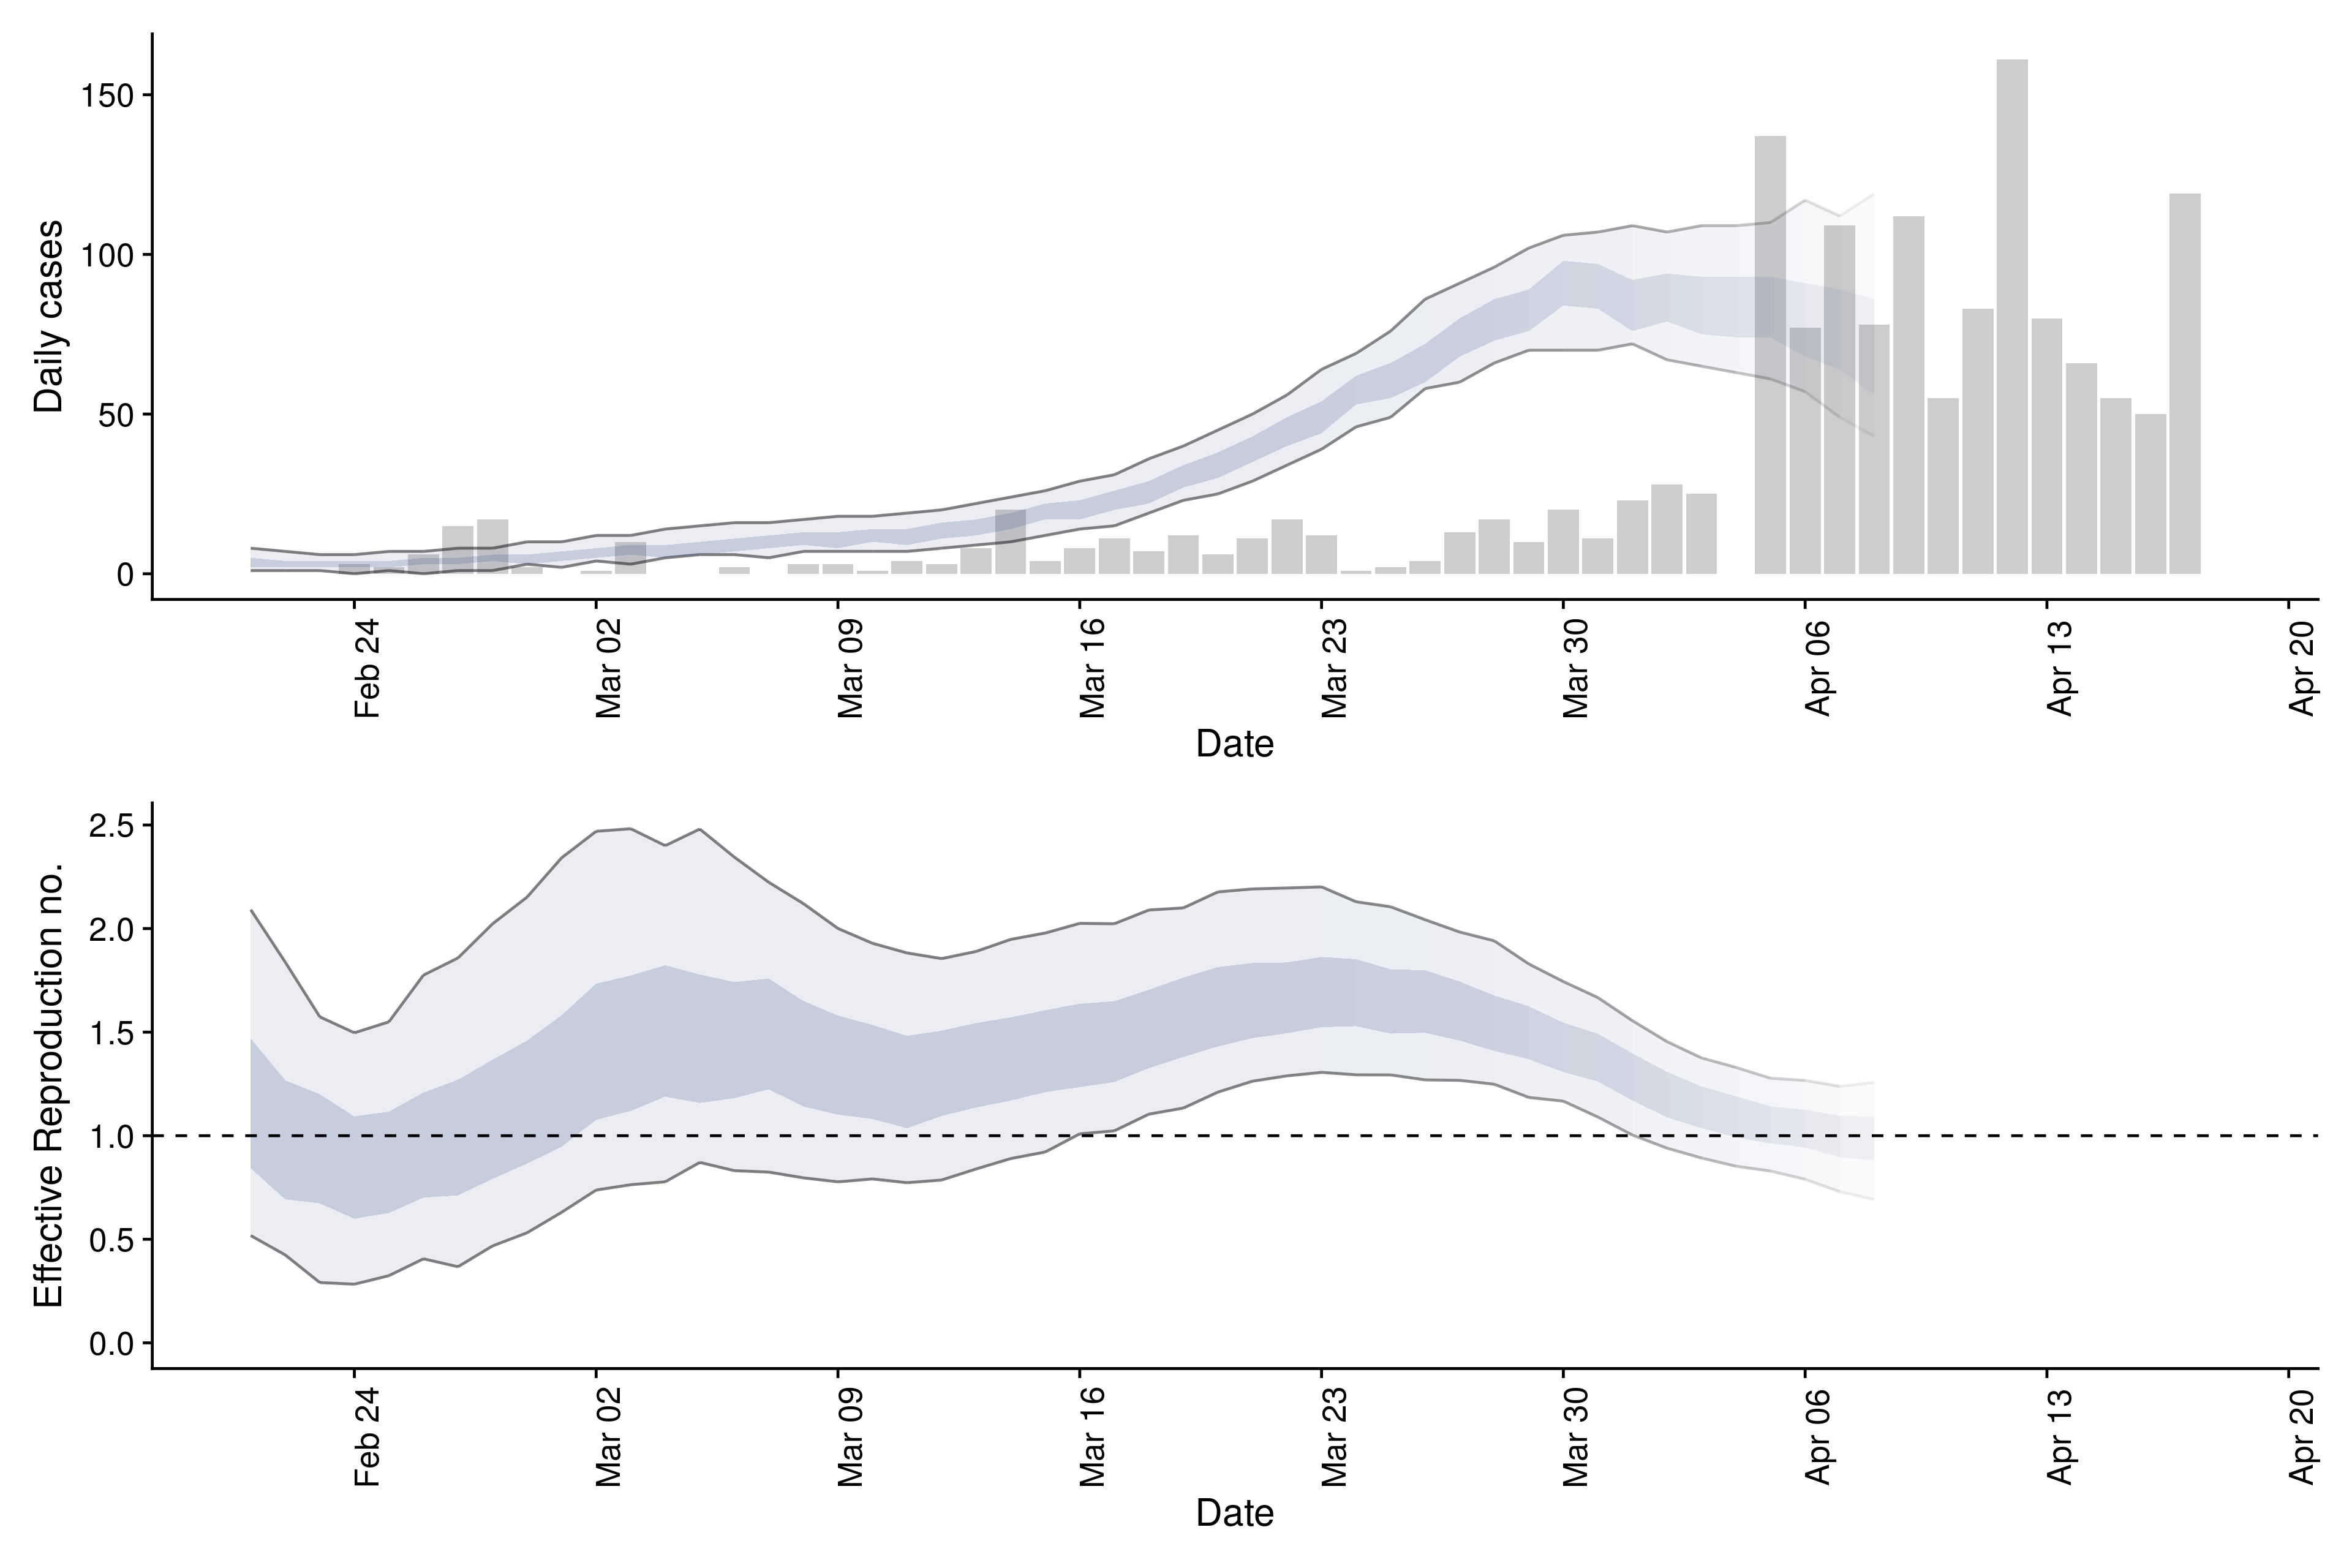 Daily cases
150
100
50
0
Feb 24
Mar 02
Mar 09
Mar 16
Mar 23
Mar 30
Apr 06
Apr 13
Apr 20
Date
Effective Reproduction no.
2.5
2.0
1.5
1.0
0.5
0.0
Feb 24
Mar 02
Mar 09
Mar 16
Mar 23
Mar 30
Apr 06
Apr 13
Apr 20
Date